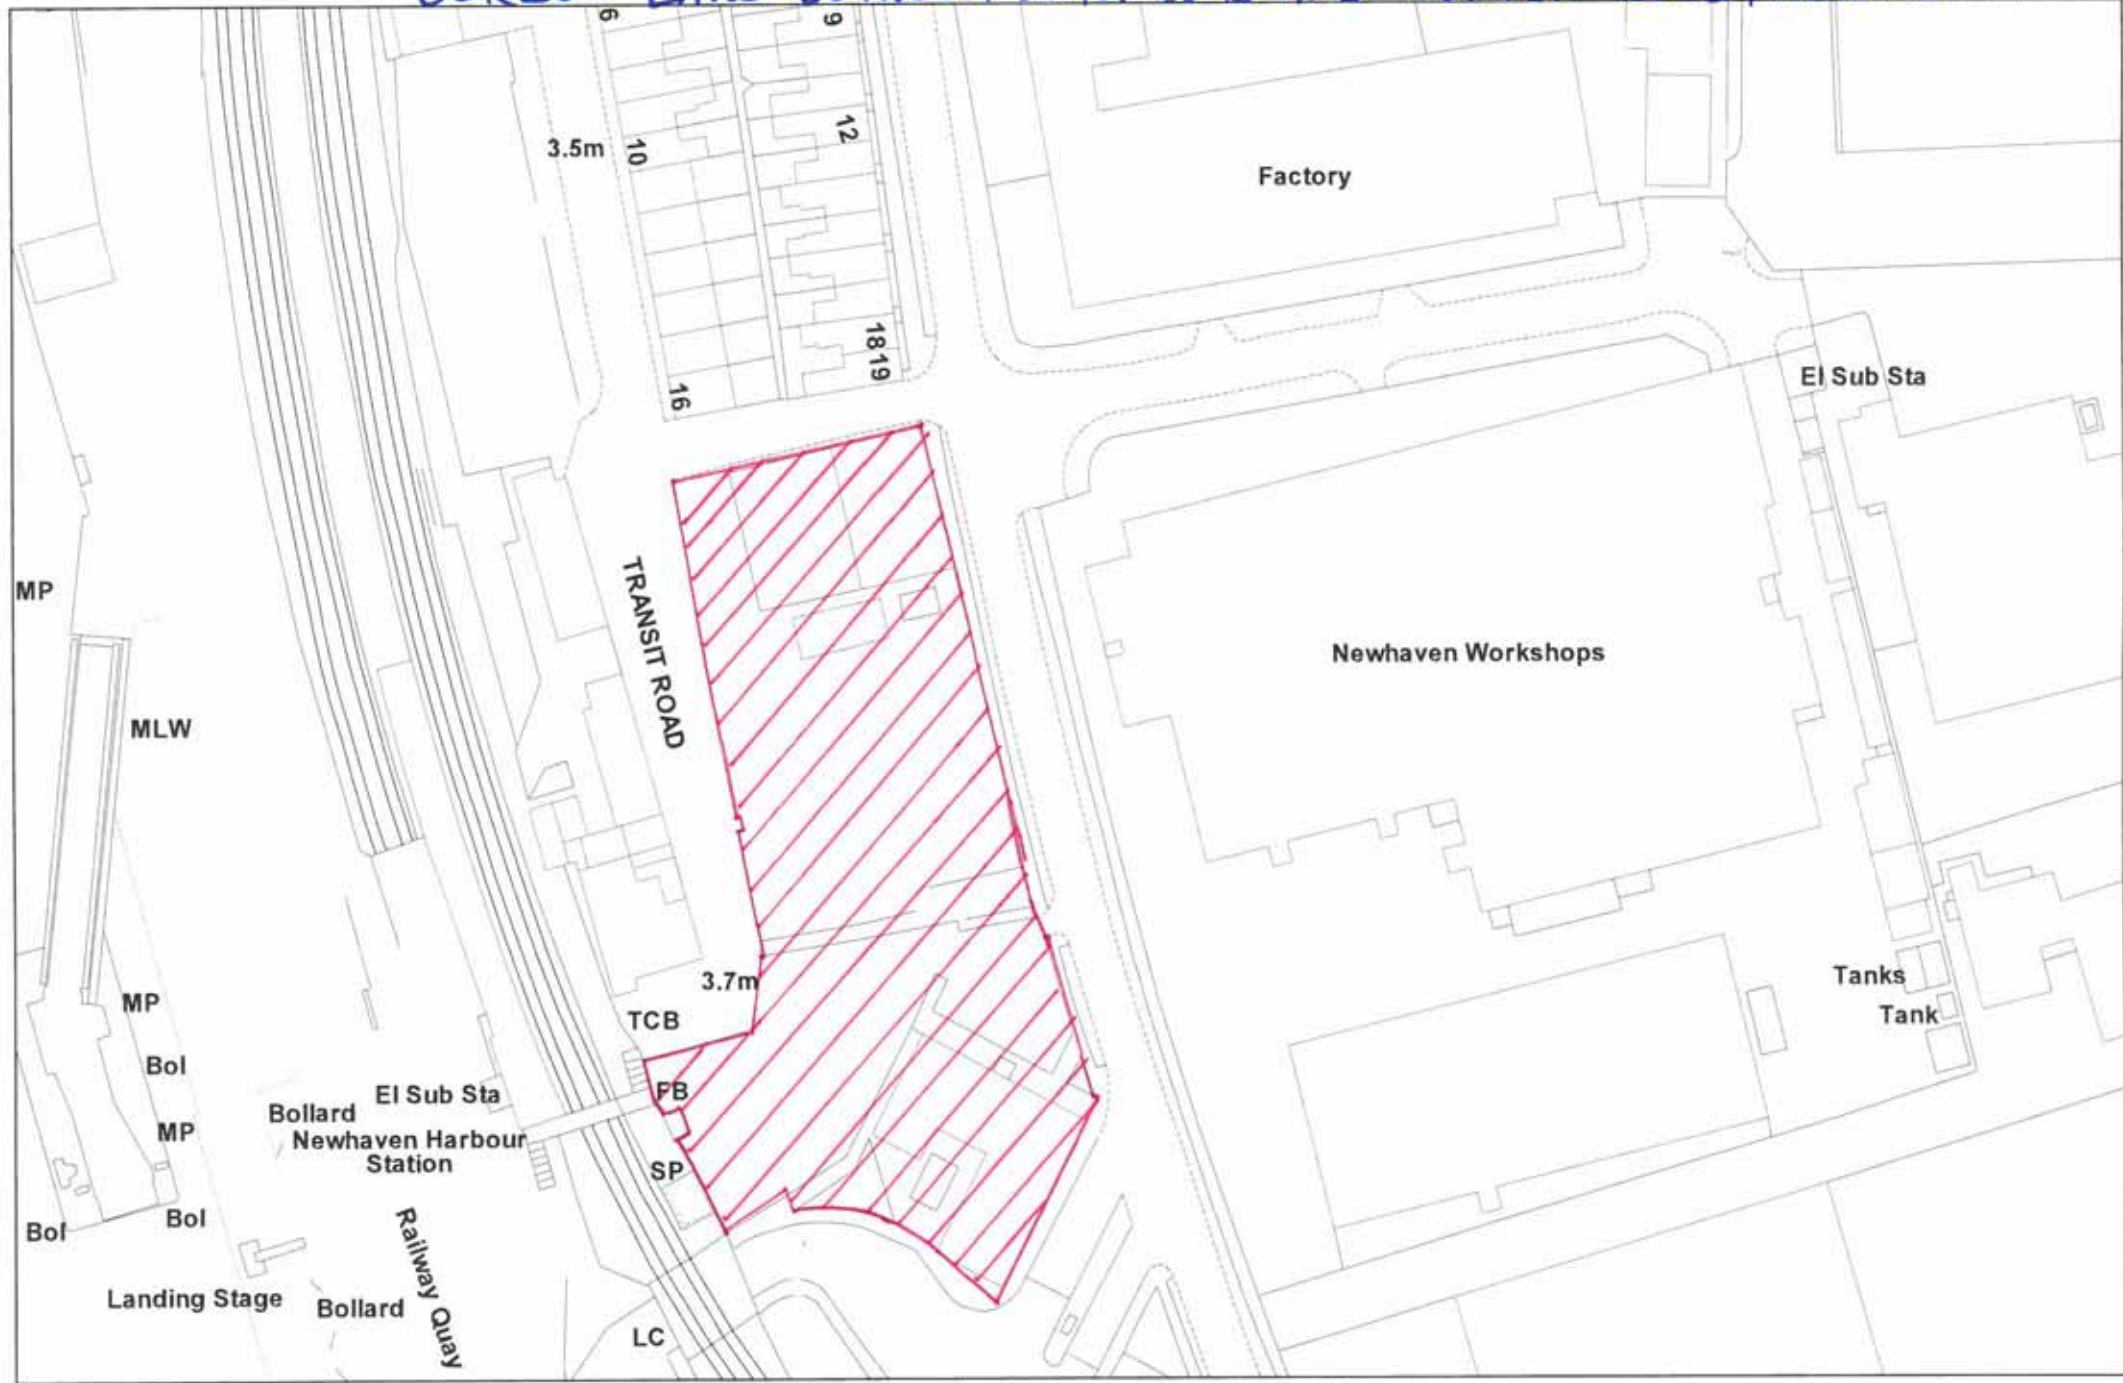 6
9
12
3.5m
10
Factory
1819
16
El Sub Sta
TRANSIT ROAD
MP
Newhaven Workshops
MLW
Tanks
3.7m
MP
Tank
TCB
Bol
FB
El Sub Sta
Bollard
MP
Newhaven Harbour
Station
SP
Bol
Bol
Railway Quay
Landing Stage
Bollard
LC